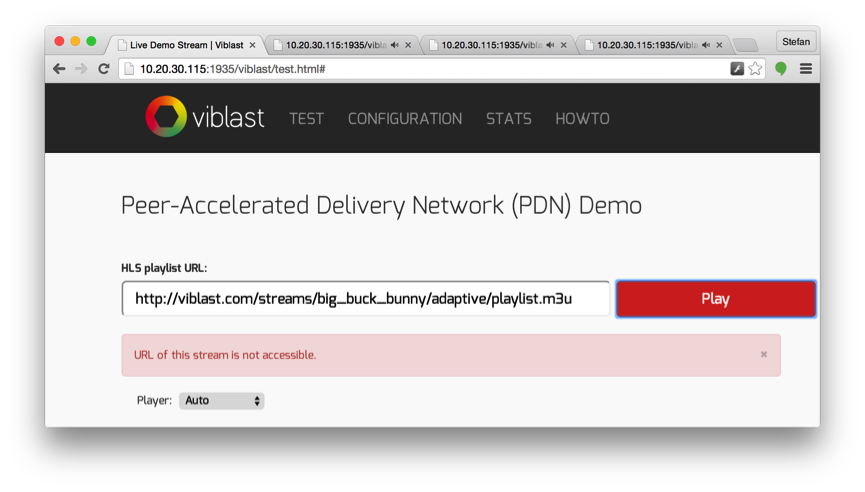 Live Demo Stream | Viblast
10.20.30.115:1935/vibla
10.20.30.115:1935/vibla
10.20.30.115:1935/vibla
Stefan
10.20.30.115:1935/viblast/test.html#
viblast TEST CONFIGURATION STATS HOWTO
Peer-Accelerated Delivery Network (PDN) Demo
HLS playlist URL:
http://viblast.com/streams/big_buck_bunny/adaptive/playlist.m3u
Play
URL of this stream is not accessible.
Player: Auto